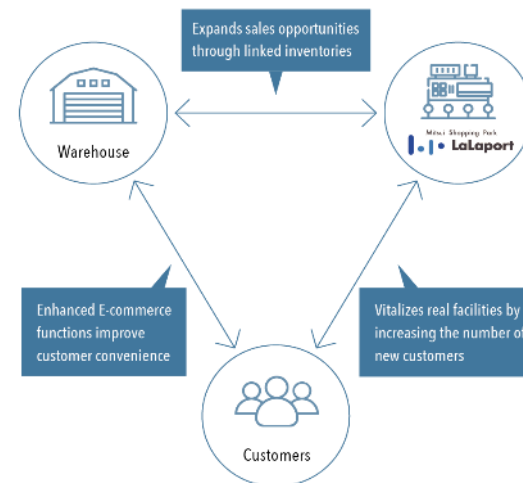 Expands sales opportunities
through linked inventories
Warehouse
Mitsui Shopping Park
LaLaport
Enhanced E-commerce
functions improve
customer convenience
Vitalizes real facilities by
increasing the number of
new customers
Customers